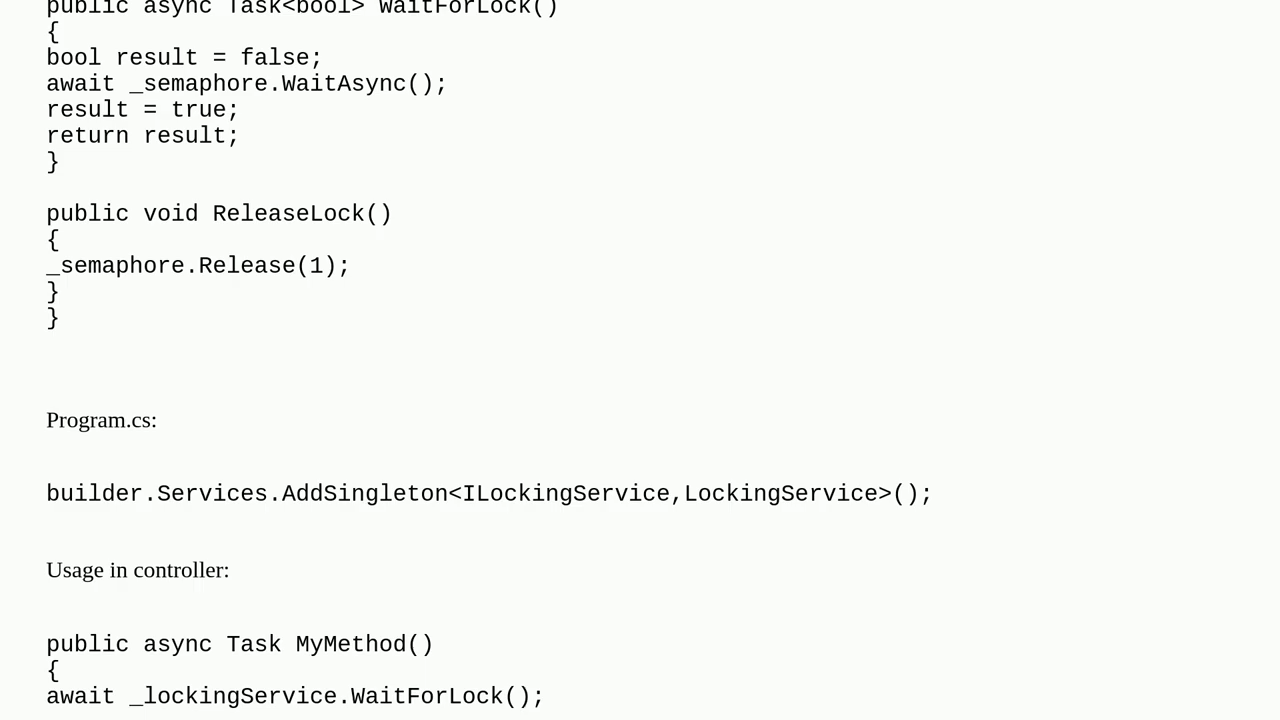 public async Task<bool> WaitForLock()
{
bool result = false;
await _semaphore.WaitAsync();
result = true;
return result;
}
public void ReleaseLock()
{
_semaphore.Release(1);
}
}
Program.cs:
builder.Services.AddSingleton<ILockingService,LockingService>();
Usage in controller:
public async Task MyMethod()
{
await _lockingService.WaitForLock();